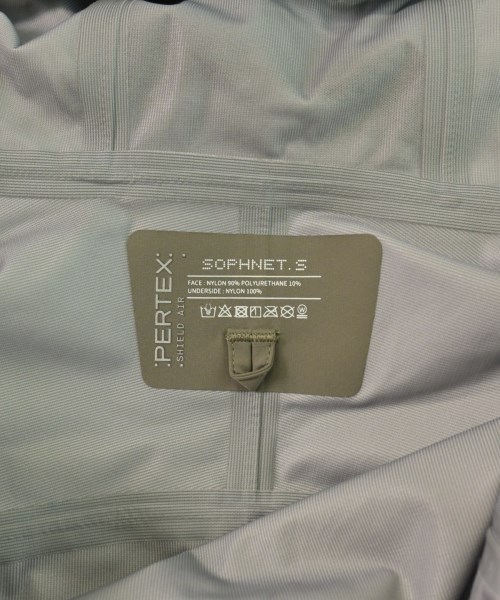 :PERTEX:
·SHIELD AIR·
SOPHNET.S
FACE : NYLON 90% POLYURETHANE 10%
UNDERSIDE : NYLON 100%